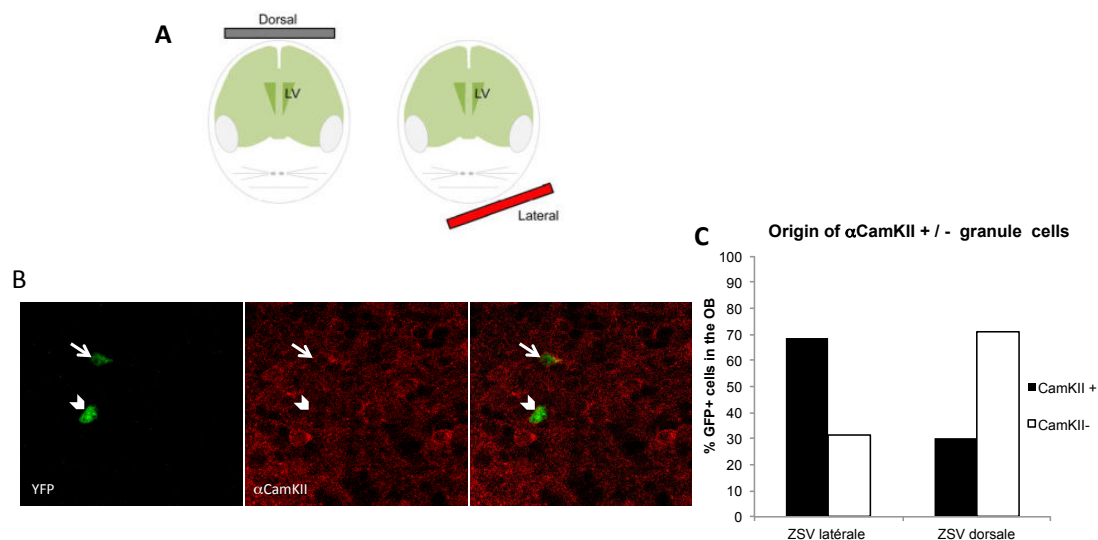 A
Dorsal
LV
LV
Lateral
B
YFP
αCamKII
C
Origin of αCamKII + / - granule cells
% GFP+ cells in the OB
100
90
80
70
60
50
40
30
20
10
0
ZSV latérale
ZSV dorsale
CamKII +
CamKII-